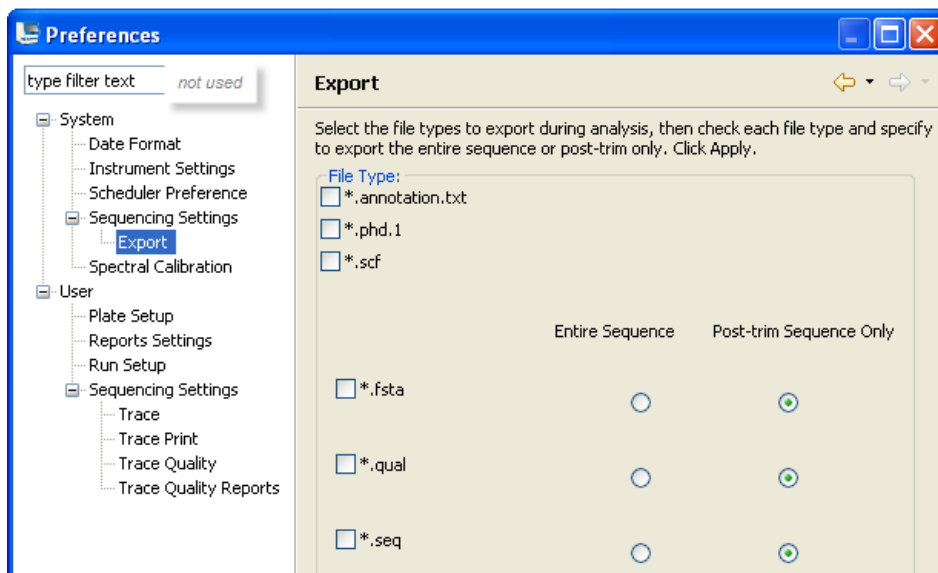 Preferences
type filter text
not used
System
Date Format
Instrument Settings
Scheduler Preference
Sequencing Settings
Export
Spectral Calibration
User
Plate Setup
Reports Settings
Run Setup
Sequencing Settings
Trace
Trace Print
Trace Quality
Trace Quality Reports
Export
Select the file types to export during analysis, then check each file type and specify
to export the entire sequence or post-trim only. Click Apply.
File Type:
*.annotation.txt
*.phd.1
*.scf
Entire Sequence Post-trim Sequence Only
*.fsta
*.qual
*.seq